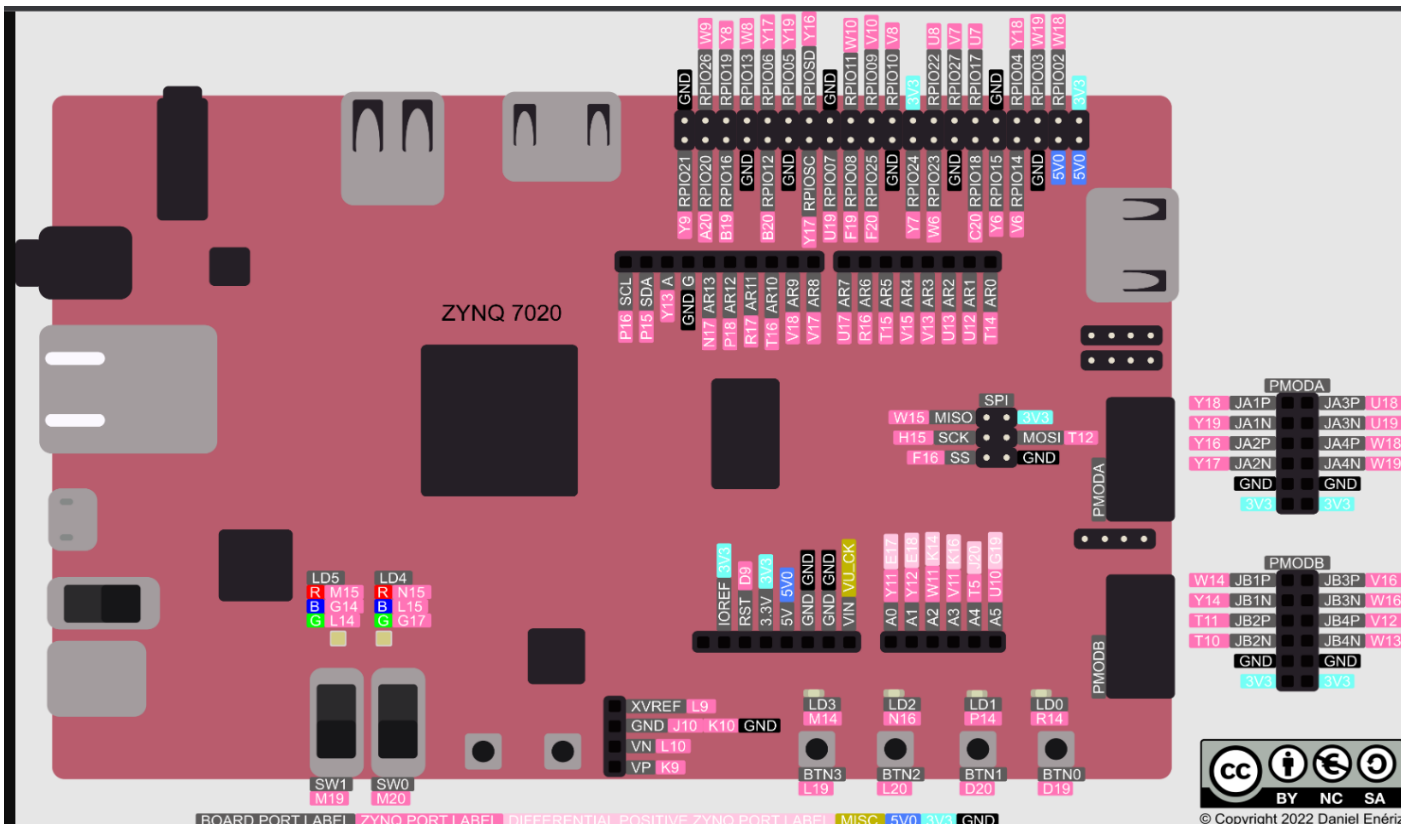 GND RPIO26 W9 RPIO19 Y8 RPIO13 W8 RPIO06 Y17 RPIO05 Y19 RPIOSD Y16 GND RPIO11 W10 RPIO09 V10 RPIO10 V8 3V3 RPIO22 U8 RPIO27 V7 RPIO17 U7 GND RPIO04 Y18 RPIO03 W19 RPIO02 W18 3V3
Y9 RPIO21 A20 RPIO20 B19 RPIO16 GND B20 RPIO12 GND Y17 RPIOSC U19 RPIO07 F19 RPIO08 F20 RPIO25 GND Y7 RPIO24 W6 RPIO23 GND C20 RPIO18 Y6 RPIO15 V6 RPIO14 GND 5V0 5V0
P16 SCL P15 SDA Y13 A GND G N17 AR13 P18 AR12 R17 AR11 T16 AR10 V18 AR9 V17 AR8 U17 AR7 R16 AR6 T15 AR5 V15 AR4 V13 AR3 U13 AR2 U12 AR1 T14 AR0
ZYNQ 7020
SPI
W15 MISO 3V3
H15 SCK MOSI T12
F16 SS GND
PMODA
PMODA
Y18 JA1P JA3P U18
Y19 JA1N JA3N U19
Y16 JA2P JA4P W18
Y17 JA2N JA4N W19
GND GND
3V3 3V3
IOREF 3V3 RST D9 3.3V 3V3 5V 5V0 GND GND GND GND VIN VU_CK
A0 Y11 E17 A1 Y12 E18 A2 W11 K14 A3 V11 K16 A4 T5 J20 A5 U10 G19
PMODB
PMODB
W14 JB1P JB3P V16
Y14 JB1N JB3N W16
T11 JB2P JB4P V12
T10 JB2N JB4N W13
GND GND
3V3 3V3
LD5 LD4
R M15 R N15
B G14 B L15
G L14 G G17
XVREF L9
GND J10 K10 GND
VN L10
VP K9
LD3 LD2 LD1 LD0
M14 N16 P14 R14
BTN3 BTN2 BTN1 BTN0
L19 L20 D20 D19
SW1 SW0
M19 M20
cc BY NC SA
BOARD PORT LABEL ZYNQ PORT LABEL DIFFERENTIAL POSITIVE ZYNQ PORT LABEL MISC 5V0 3V3 GND
© Copyright 2022 Daniel Enériz